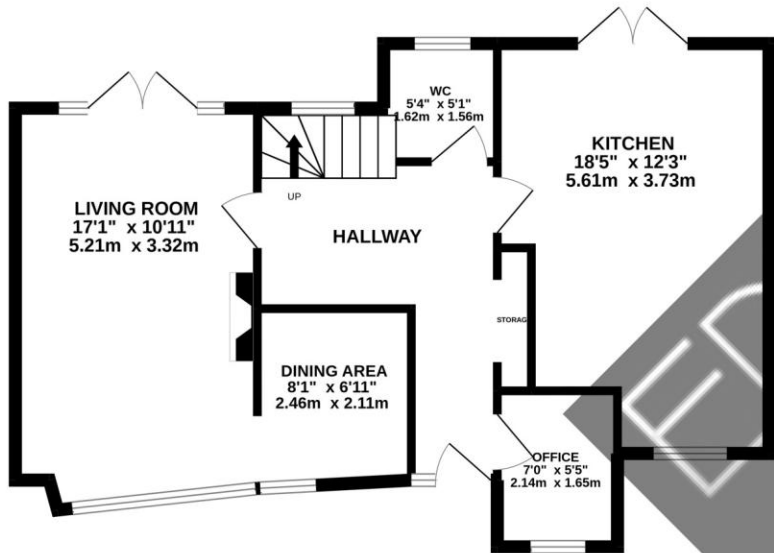 WC
5'4" x 5'1"
1.62m x 1.56m
KITCHEN
18'5" x 12'3"
5.61m x 3.73m
LIVING ROOM
17'1" x 10'11"
5.21m x 3.32m
UP
HALLWAY
STORAG
DINING AREA
8'1" x 6'11"
2.46m x 2.11m
OFFICE
7'0" x 5'5"
2.14m x 1.65m